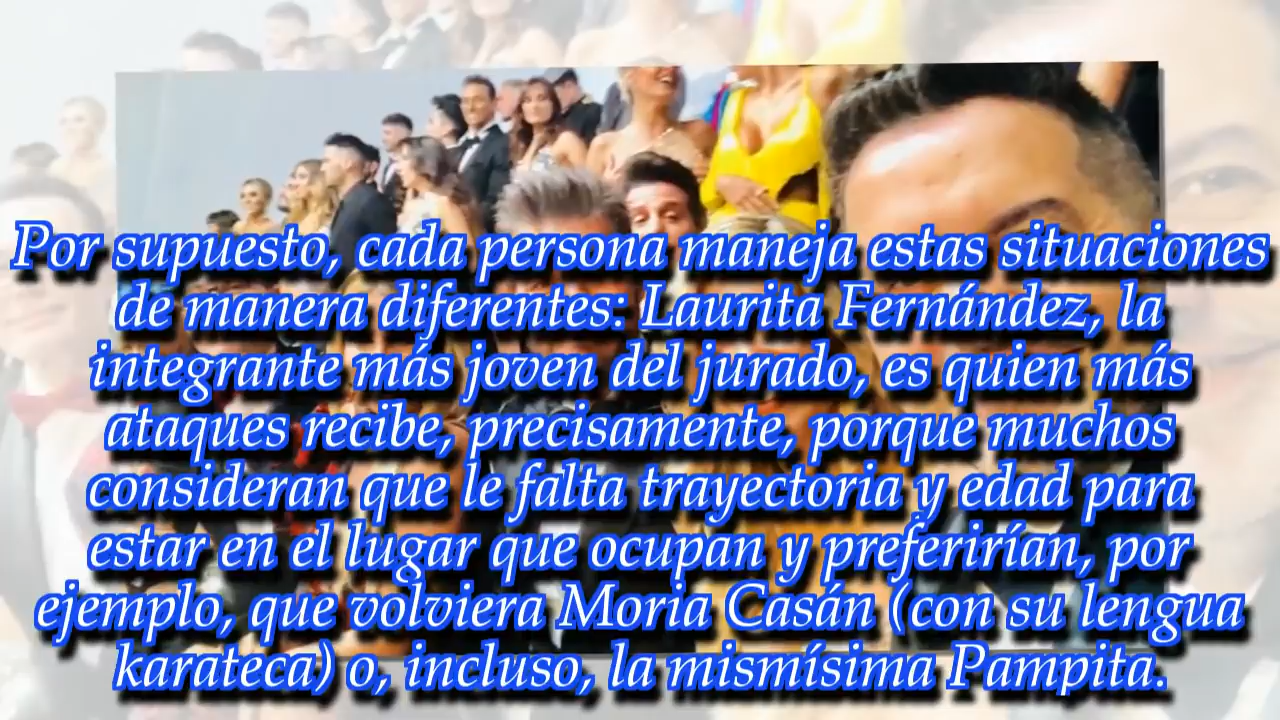 Por supuesto, cada persona maneja estas situaciones
de manera diferentes: Laurita Fernández, la
integrante más joven del jurado, es quien más
ataques recibe, precisamente, porque muchos
consideran que le falta trayectoria y edad para
estar en el lugar que ocupan y preferirían, por
ejemplo, que volviera Moria Casán (con su lengua
karateca) o, incluso, la mismísima Pampita.